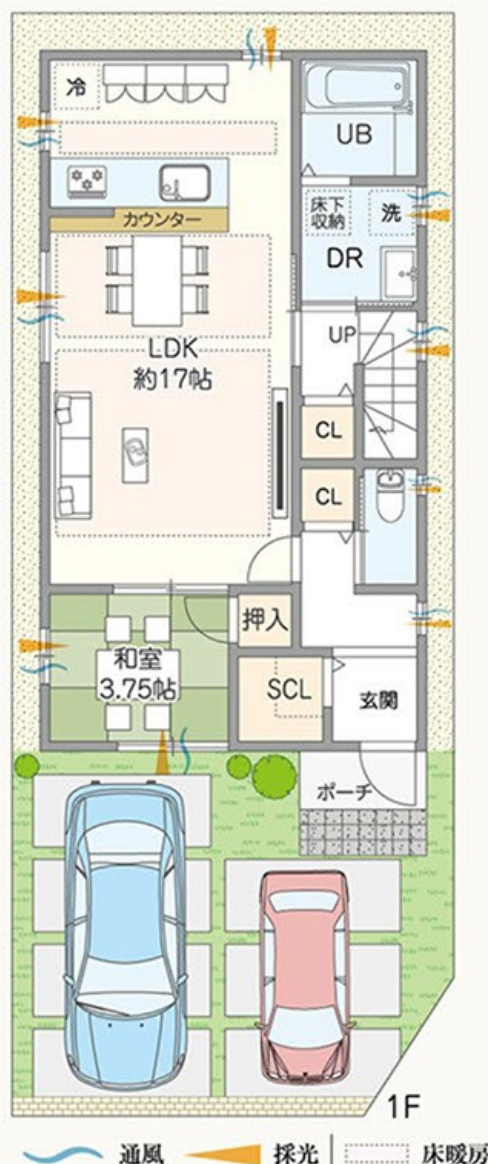 冷
UB
床下
収納
洗
カウンター
DR
UP
LDK
約17帖
CL
CL
押入
和室
3.75帖
SCL
玄関
ポーチ
1F
通風
採光
床暖房